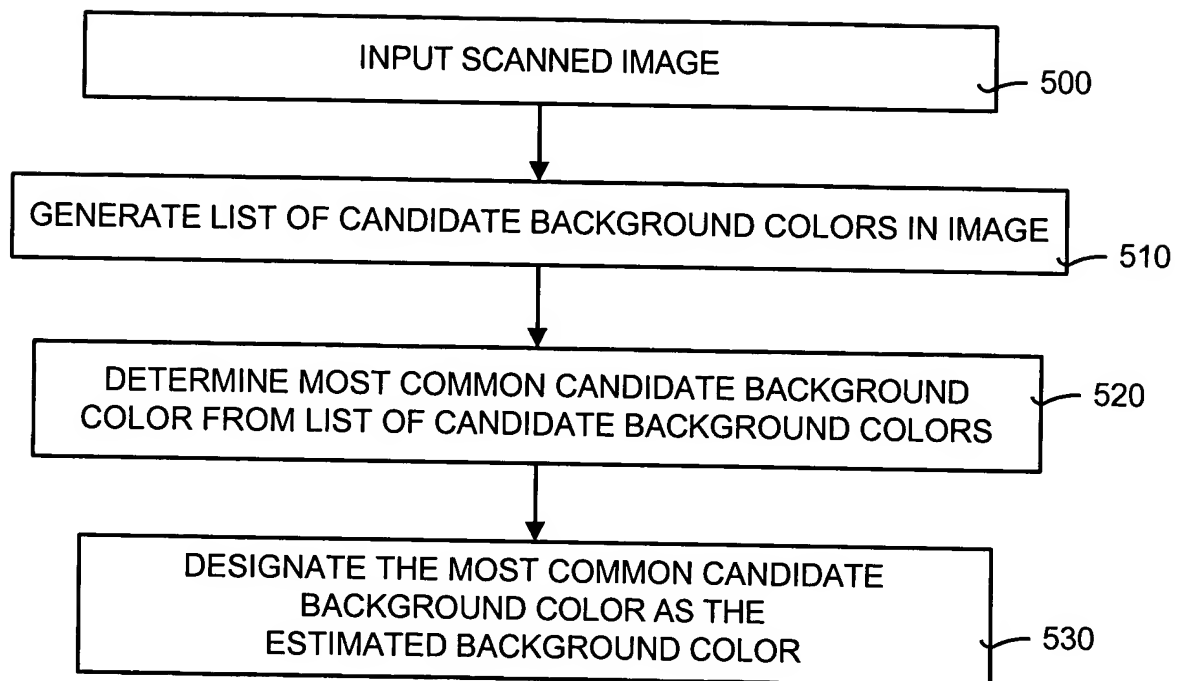 INPUT SCANNED IMAGE
500
GENERATE LIST OF CANDIDATE BACKGROUND COLORS IN IMAGE
510
DETERMINE MOST COMMON CANDIDATE BACKGROUND
COLOR FROM LIST OF CANDIDATE BACKGROUND COLORS
520
DESIGNATE THE MOST COMMON CANDIDATE
BACKGROUND COLOR AS THE
ESTIMATED BACKGROUND COLOR
530